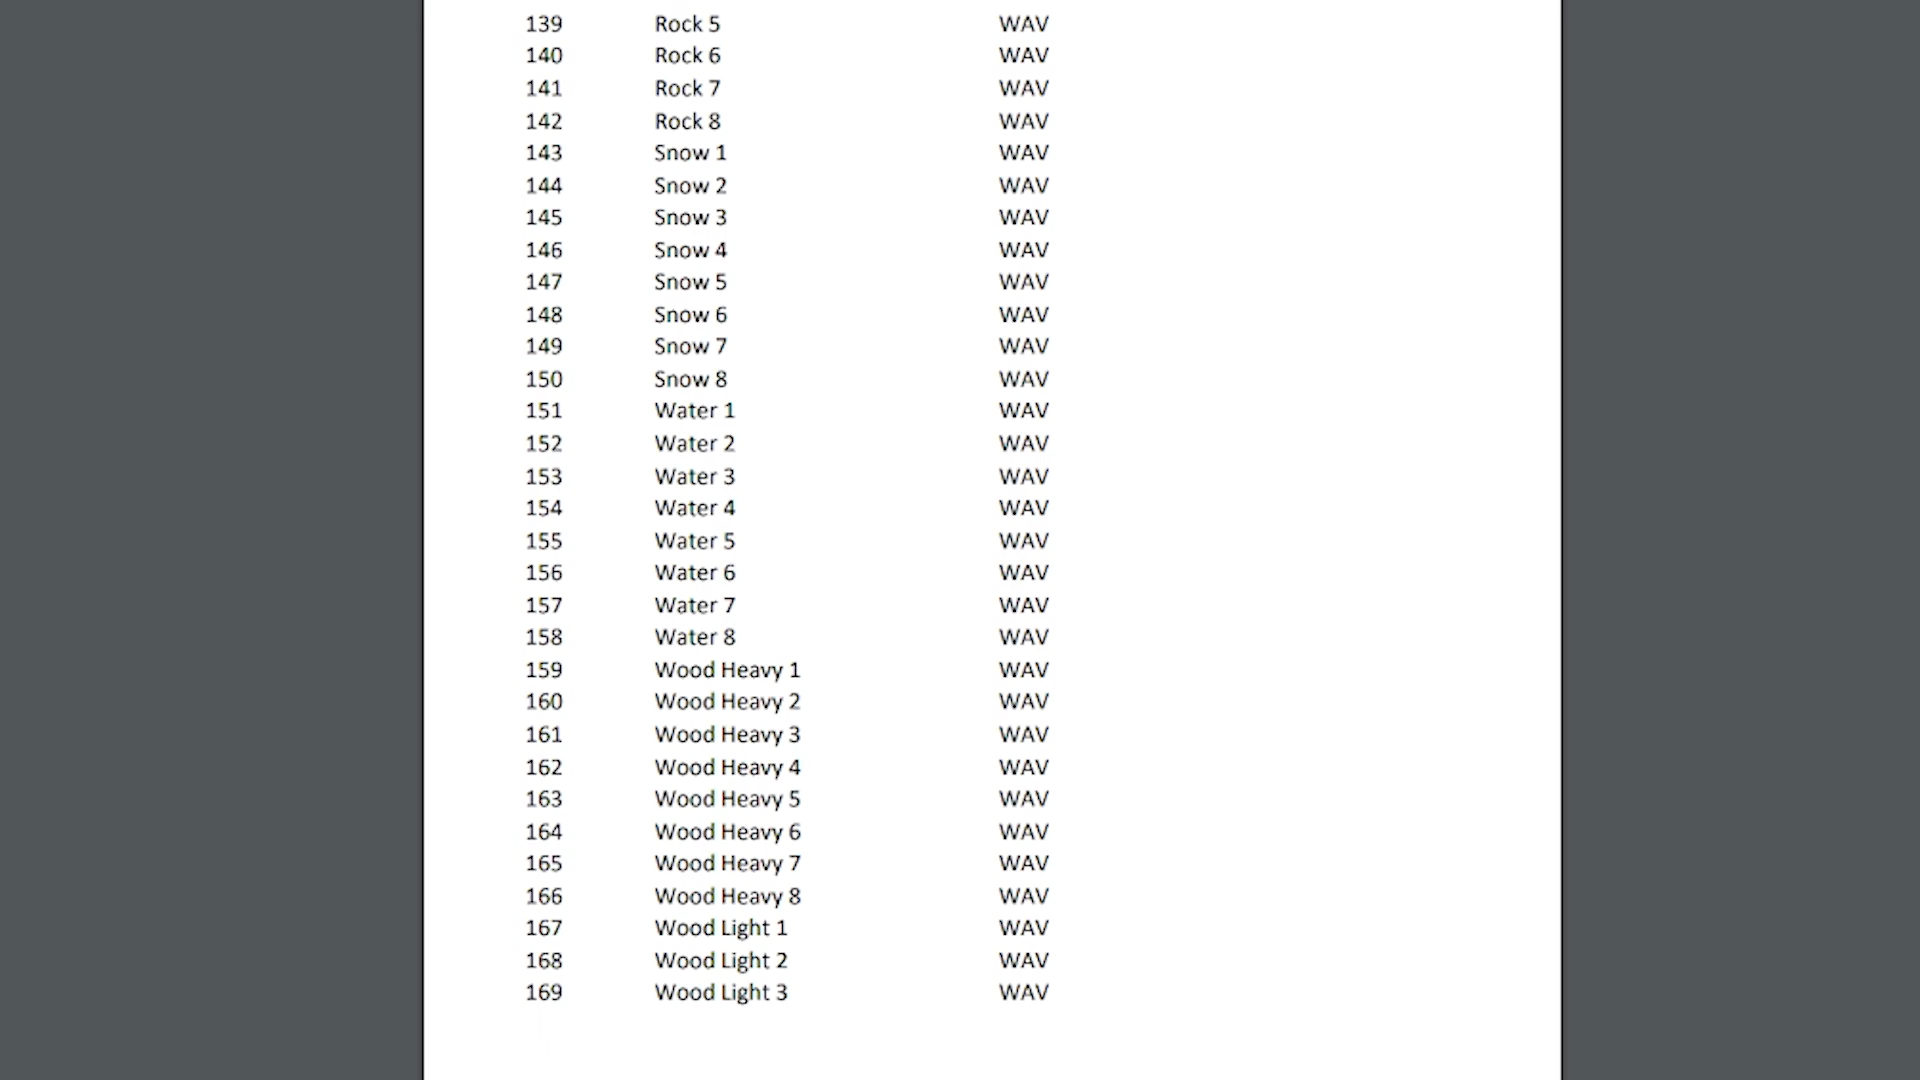 139 Rock 5 WAV
140 Rock 6 WAV
141 Rock 7 WAV
142 Rock 8 WAV
143 Snow 1 WAV
144 Snow 2 WAV
145 Snow 3 WAV
146 Snow 4 WAV
147 Snow 5 WAV
148 Snow 6 WAV
149 Snow 7 WAV
150 Snow 8 WAV
151 Water 1 WAV
152 Water 2 WAV
153 Water 3 WAV
154 Water 4 WAV
155 Water 5 WAV
156 Water 6 WAV
157 Water 7 WAV
158 Water 8 WAV
159 Wood Heavy 1 WAV
160 Wood Heavy 2 WAV
161 Wood Heavy 3 WAV
162 Wood Heavy 4 WAV
163 Wood Heavy 5 WAV
164 Wood Heavy 6 WAV
165 Wood Heavy 7 WAV
166 Wood Heavy 8 WAV
167 Wood Light 1 WAV
168 Wood Light 2 WAV
169 Wood Light 3 WAV